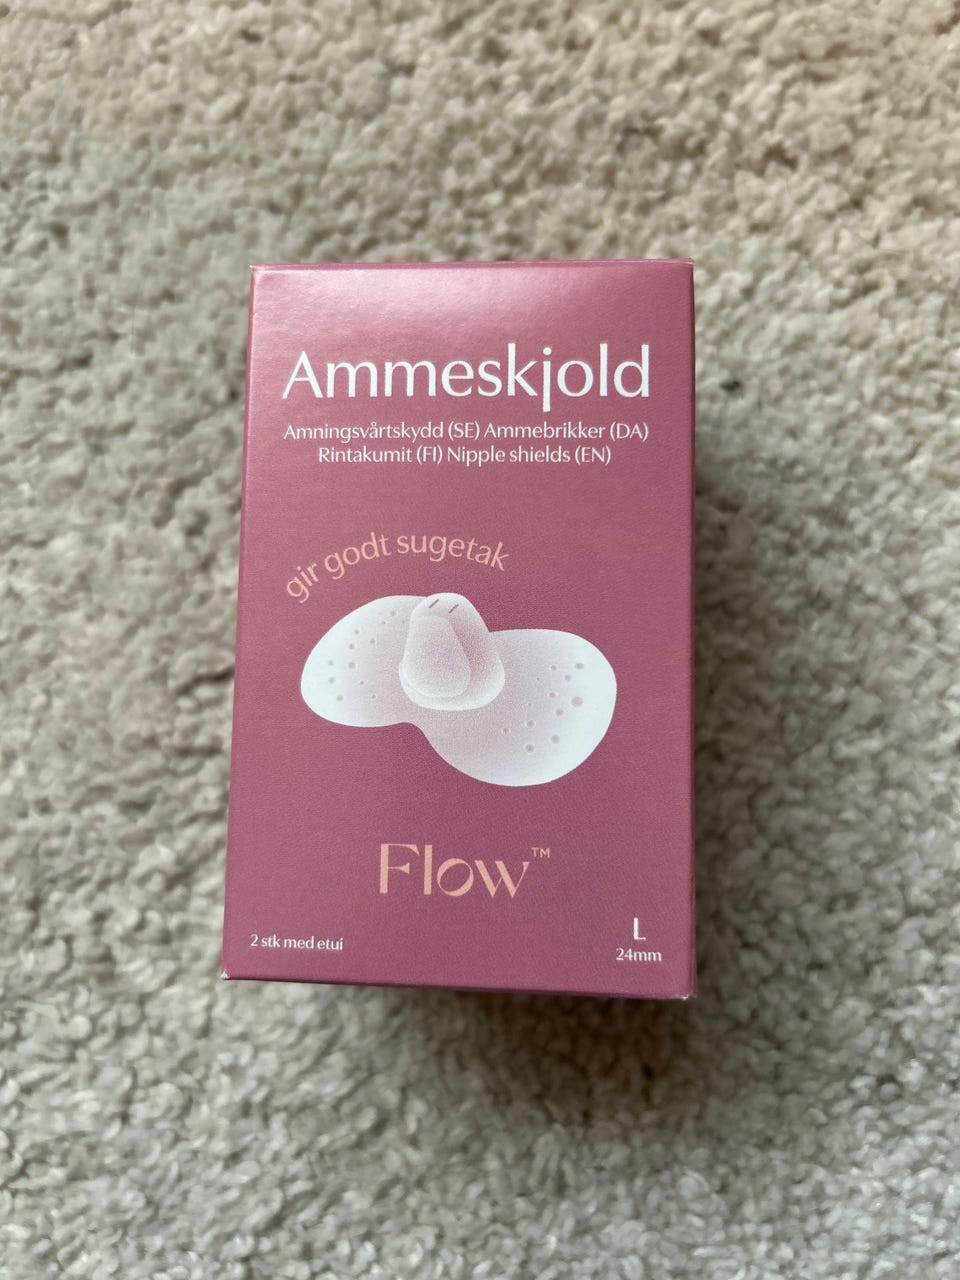 Ammeskjold
Amningsvårtskydd (SE) Ammebrikker (DA)
Rintakumit (FI) Nipple shields (EN)
gir godt sugetak
Flow™
2 stk med etui
L
24mm